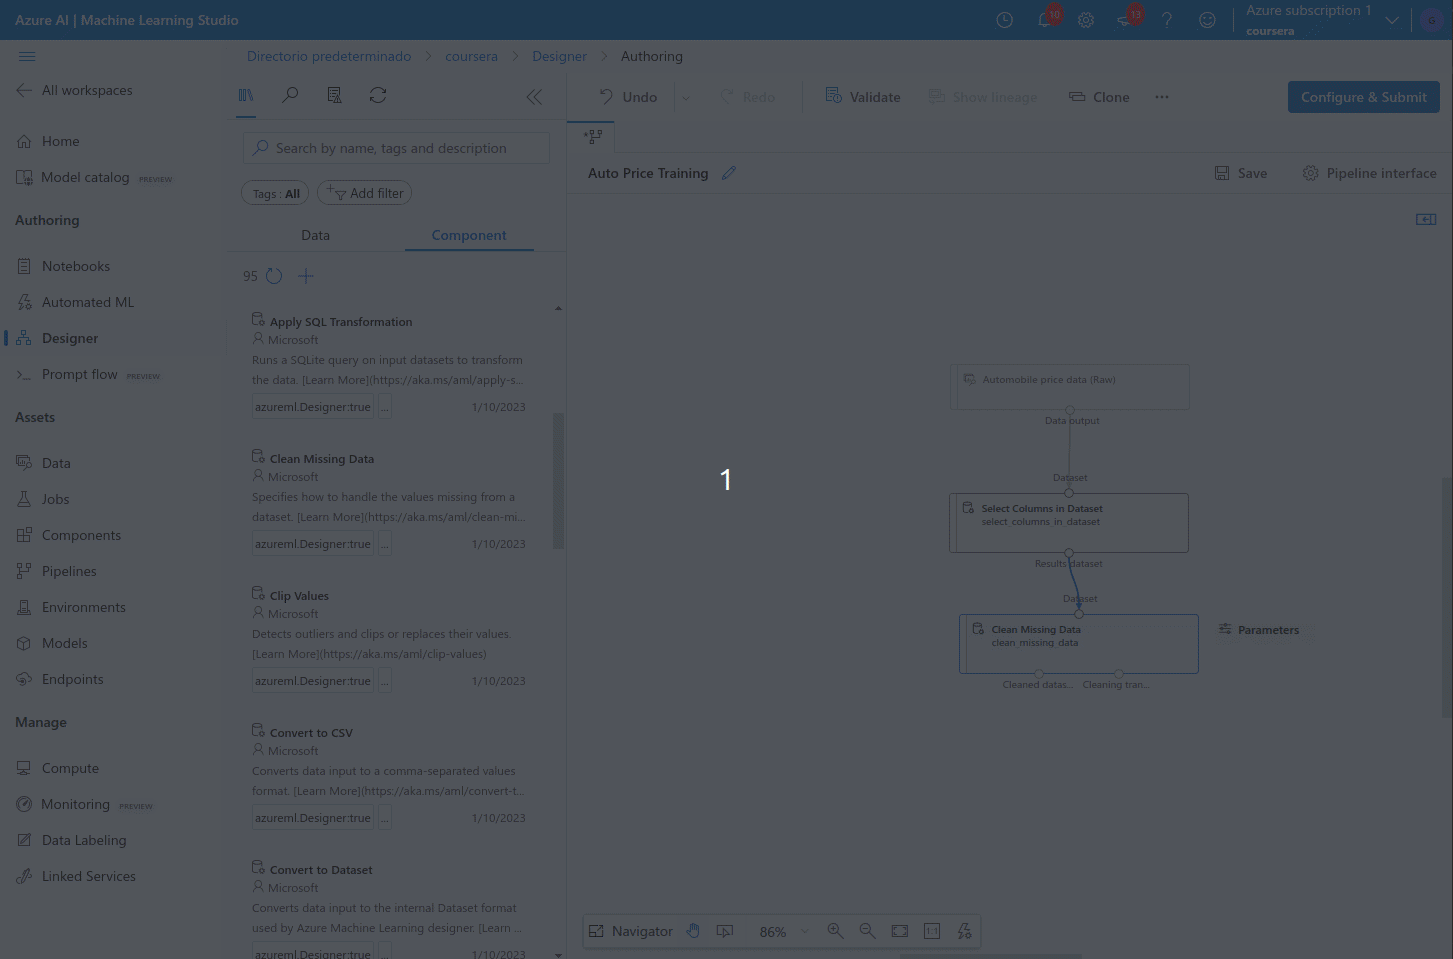 Azure AI | Machine Learning Studio
10
13
?
Azure subscription 1
coursera
G
All workspaces
Home
Model catalog PREVIEW
Authoring
Notebooks
Automated ML
Designer
Prompt flow PREVIEW
Assets
Data
Jobs
Components
Pipelines
Environments
Models
Endpoints
Manage
Compute
Monitoring PREVIEW
Data Labeling
Linked Services
Directorio predeterminado > coursera > Designer > Authoring
Search by name, tags and description
Tags : All
Add filter
Data
Component
95
Apply SQL Transformation
Microsoft
Runs a SQLite query on input datasets to transform
the data. [Learn More](https://aka.ms/aml/apply-s...
azureml.Designer:true ... 1/10/2023
Clean Missing Data
Microsoft
Specifies how to handle the values missing from a
dataset. [Learn More](https://aka.ms/aml/clean-mi...
azureml.Designer:true ... 1/10/2023
Clip Values
Microsoft
Detects outliers and clips or replaces their values.
[Learn More](https://aka.ms/aml/clip-values)
azureml.Designer:true ... 1/10/2023
Convert to CSV
Microsoft
Converts data input to a comma-separated values
format. [Learn More](https://aka.ms/aml/convert-t...
azureml.Designer:true ... 1/10/2023
Convert to Dataset
Microsoft
Converts data input to the internal Dataset format
used by Azure Machine Learning designer. [Learn ...
azureml.Designer:true ... 1/10/2023
Undo
Redo
Validate
Show lineage
Clone
...
Configure & Submit
Auto Price Training
Save
Pipeline interface
Automobile price data (Raw)
Data output
Dataset
Select Columns in Dataset
select_columns_in_dataset
Results dataset
Dataset
Clean Missing Data
clean_missing_data
Parameters
Cleaned datas... Cleaning tran...
1
Navigator
86%
1:1